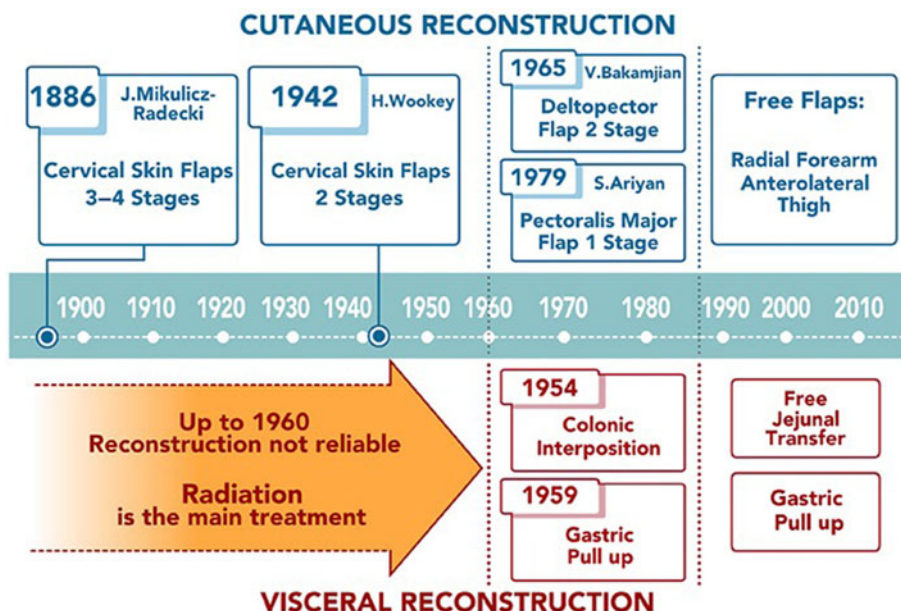 CUTANEOUS RECONSTRUCTION
1886
J.Mikulicz-
Radecki
Cervical Skin Flaps
3–4 Stages
1942
H.Wookey
Cervical Skin Flaps
2 Stages
1965
V.Bakamjian
Deltopector
Flap 2 Stage
1979
S.Ariyan
Pectoralis Major
Flap 1 Stage
Free Flaps:
Radial Forearm
Anterolateral
Thigh
1900 1910 1920 1930 1940 1950 1960 1970 1980 1990 2000 2010
Up to 1960
Reconstruction not reliable
Radiation
is the main treatment
1954
Colonic
Interposition
1959
Gastric
Pull up
Free
Jejunal
Transfer
Gastric
Pull up
VISCERAL RECONSTRUCTION